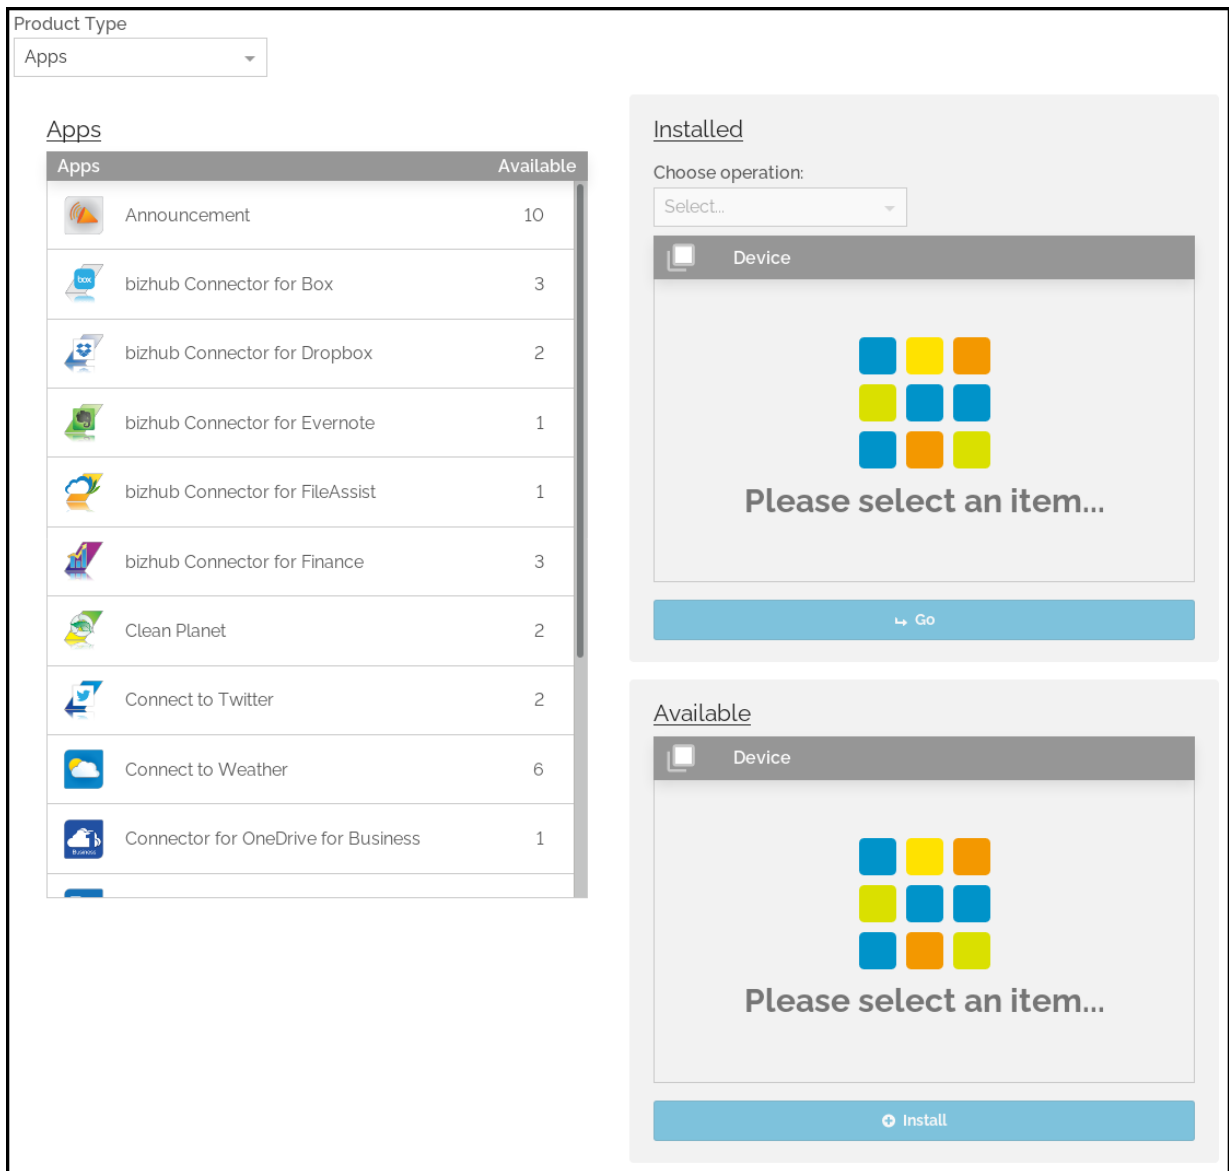 Product Type
Apps
Apps
Apps Available
Announcement 10
box
bizhub Connector for Box 3
bizhub Connector for Dropbox 2
bizhub Connector for Evernote 1
bizhub Connector for FileAssist 1
bizhub Connector for Finance 3
Clean Planet 2
Connect to Twitter 2
Connect to Weather 6
Connector for OneDrive for Business 1
Business
Installed
Choose operation:
Select...
Device
Please select an item...
Go
Available
Device
Please select an item...
Install